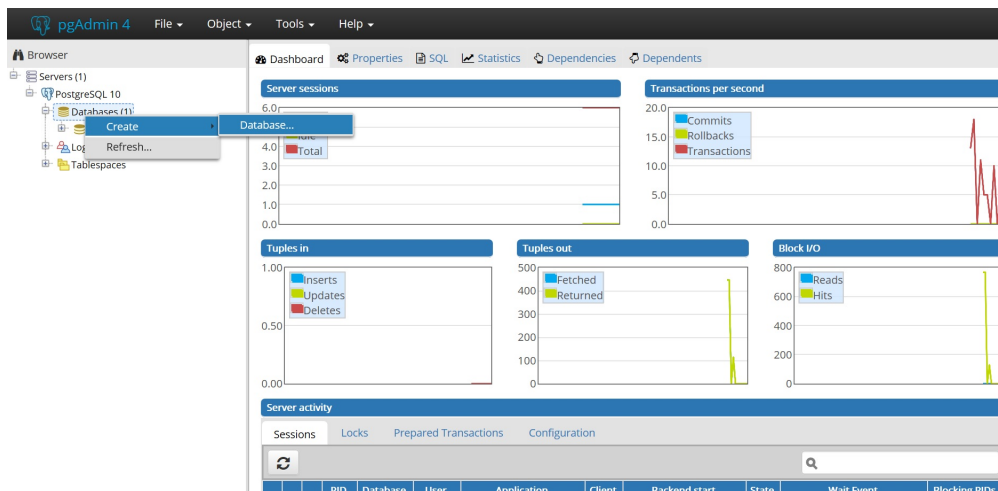 pgAdmin 4 File Object Tools Help
Browser
Dashboard Properties SQL Statistics Dependencies Dependents
Servers (1)
PostgreSQL 10
Databases (1)
Create
Database...
Refresh...
Tablespaces
Server sessions
6.0
4.0
3.0
2.0
1.0
0.0
Idle
Total
Transactions per second
20.0
15.0
10.0
5.0
0.0
Commits
Rollbacks
Transactions
Tuples in
1.00
0.50
0.00
Inserts
Updates
Deletes
Tuples out
500
400
300
200
100
0
Fetched
Returned
Block I/O
800
600
400
200
0
Reads
Hits
Server activity
Sessions Locks Prepared Transactions Configuration
PID Database User Application Client Backend start State Wait Event Blocking PIDs